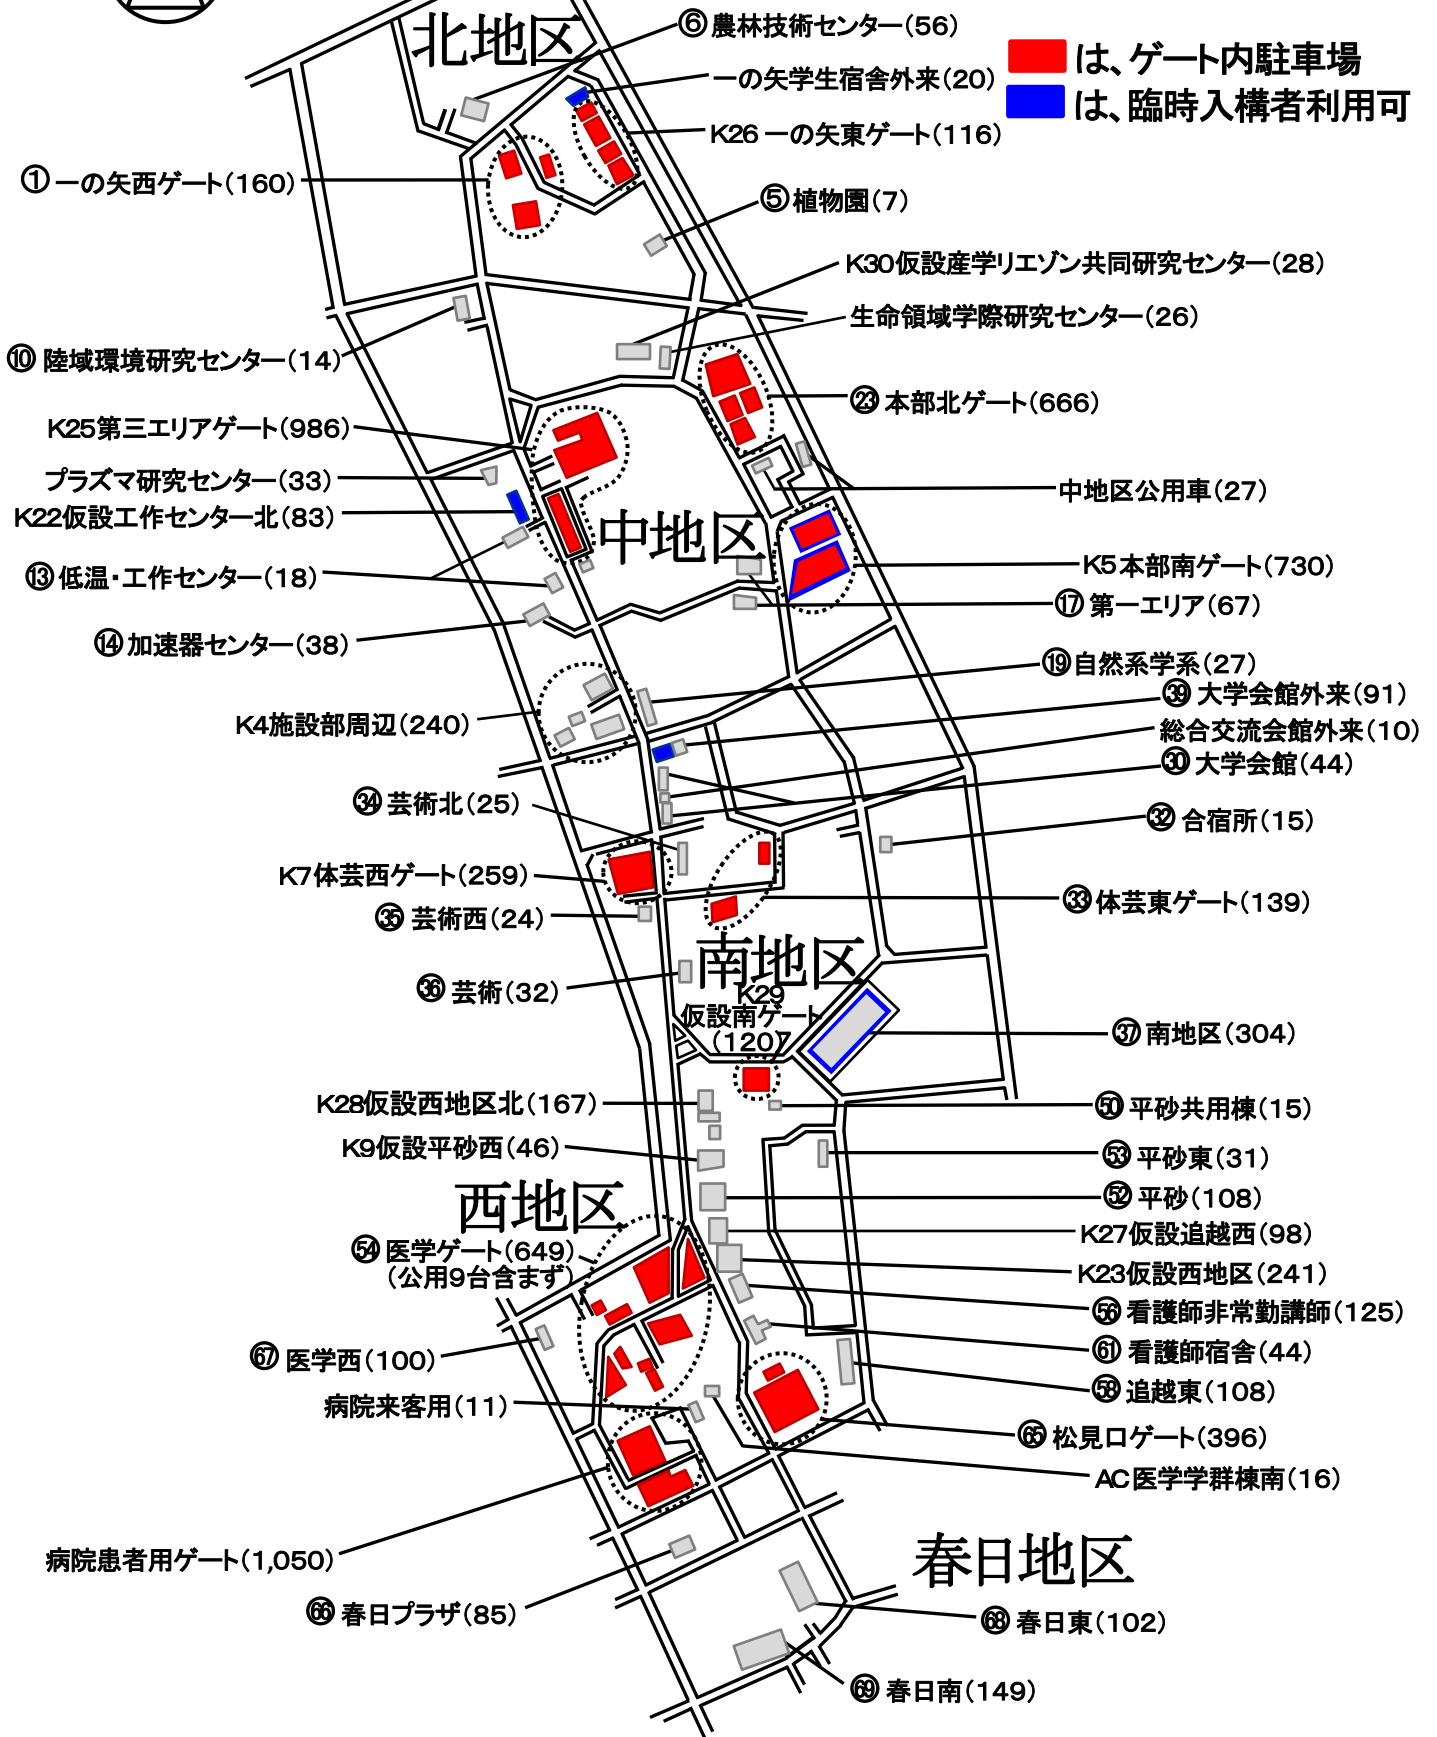 北地区
⑥農林技術センター(56)
は、ゲート内駐車場
一の矢学生宿舎外来(20)
は、臨時入構者利用可
K26 一の矢東ゲート(116)
①一の矢西ゲート(160)
⑤植物園(7)
K30仮設産学リエゾン共同研究センター(28)
生命領域学際研究センター(26)
⑩陸域環境研究センター(14)
㉓本部北ゲート(666)
K25第三エリアゲート(986)
プラズマ研究センター(33)
中地区公用車(27)
K22仮設工作センター北(83)
中地区
K5本部南ゲート(730)
⑬低温・工作センター(18)
⑰第一エリア(67)
⑭加速器センター(38)
⑲自然系学系(27)
㊴大学会館外来(91)
K4施設部周辺(240)
総合交流会館外来(10)
㉚大学会館(44)
㉞芸術北(25)
㉜合宿所(15)
K7体芸西ゲート(259)
㉝体芸東ゲート(139)
㉟芸術西(24)
南地区
㊱芸術(32)
K29
仮設南ゲート
(120)
㊲南地区(304)
K28仮設西地区北(167)
㊿平砂共用棟(15)
K9仮設平砂西(46)
53平砂東(31)
西地区
52平砂(108)
K27仮設追越西(98)
54医学ゲート(649)
(公用9台含まず)
K23仮設西地区(241)
56看護師非常勤講師(125)
67医学西(100)
61看護師宿舎(44)
58追越東(108)
病院来客用(11)
65松見口ゲート(396)
AC医学学群棟南(16)
病院患者用ゲート(1,050)
春日地区
66春日プラザ(85)
68春日東(102)
69春日南(149)